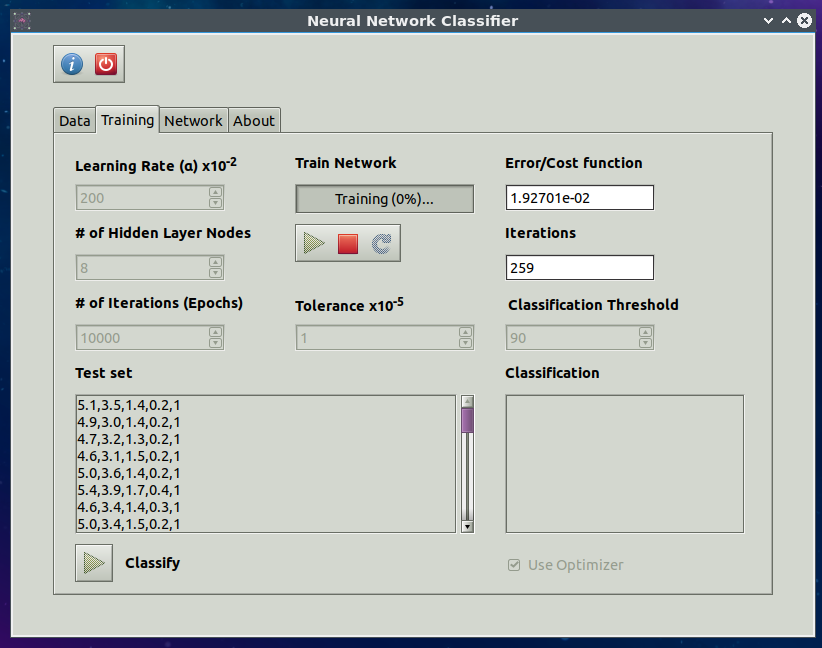 Neural Network Classifier
Data Training Network About
Learning Rate (α) x10-2
Train Network
Error/Cost function
200
Training (0%)...
1.92701e-02
# of Hidden Layer Nodes
Iterations
8
259
# of Iterations (Epochs)
Tolerance x10-5
Classification Threshold
10000
1
90
Test set
Classification
5.1,3.5,1.4,0.2,1
4.9,3.0,1.4,0.2,1
4.7,3.2,1.3,0.2,1
4.6,3.1,1.5,0.2,1
5.0,3.6,1.4,0.2,1
5.4,3.9,1.7,0.4,1
4.6,3.4,1.4,0.3,1
5.0,3.4,1.5,0.2,1
Classify
Use Optimizer